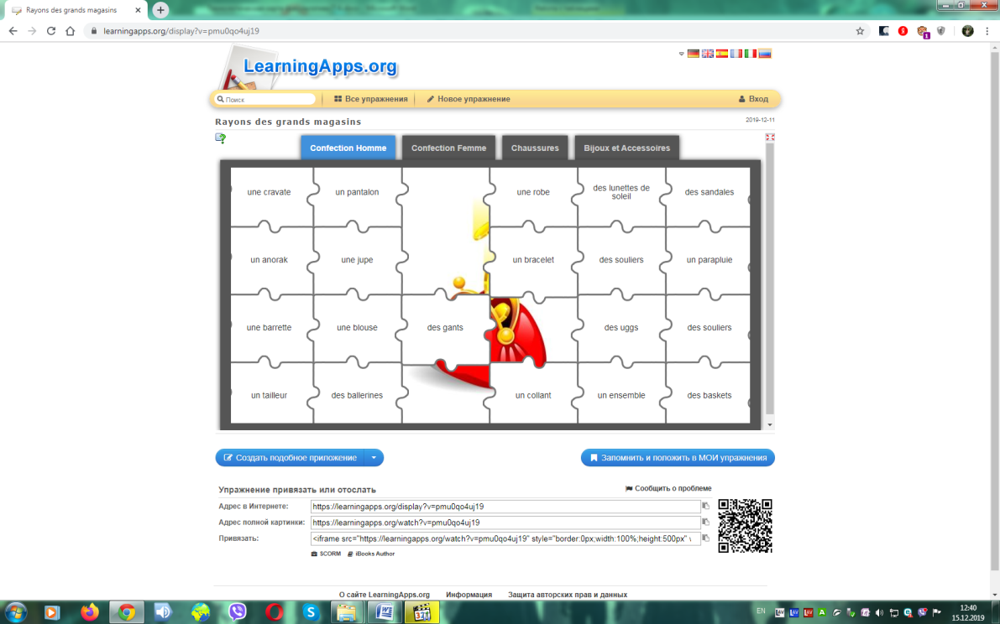 Rayons des grands magasins
learningapps.org/display?v=pmu0qo4uj19
1
LearningApps.org
Поиск
Все упражнения
Новое упражнение
Вход
Rayons des grands magasins
2019-12-11
Confection Homme
Confection Femme
Chaussures
Bijoux et Accessoires
une cravate
un pantalon
une robe
des lunettes de
soleil
des sandales
un anorak
une jupe
un bracelet
des souliers
un parapluie
une barrette
une blouse
des gants
des uggs
des souliers
un tailleur
des ballerines
un collant
un ensemble
des baskets
Создать подобное приложение
Запомнить и положить в МОИ упражнения
Упражнение привязать или отослать
Сообщить о проблеме
Адрес в Интернете:
https://learningapps.org/display?v=pmu0qo4uj19
Адрес полной картинки:
https://learningapps.org/watch?v=pmu0qo4uj19
Привязать:
<iframe src="https://learningapps.org/watch?v=pmu0qo4uj19" style="border:0px;width:100%;height:500px" \
SCORM
iBooks Author
О сайте LearningApps.org
Информация
Защита авторских прав и данных
EN
12:40
15.12.2019